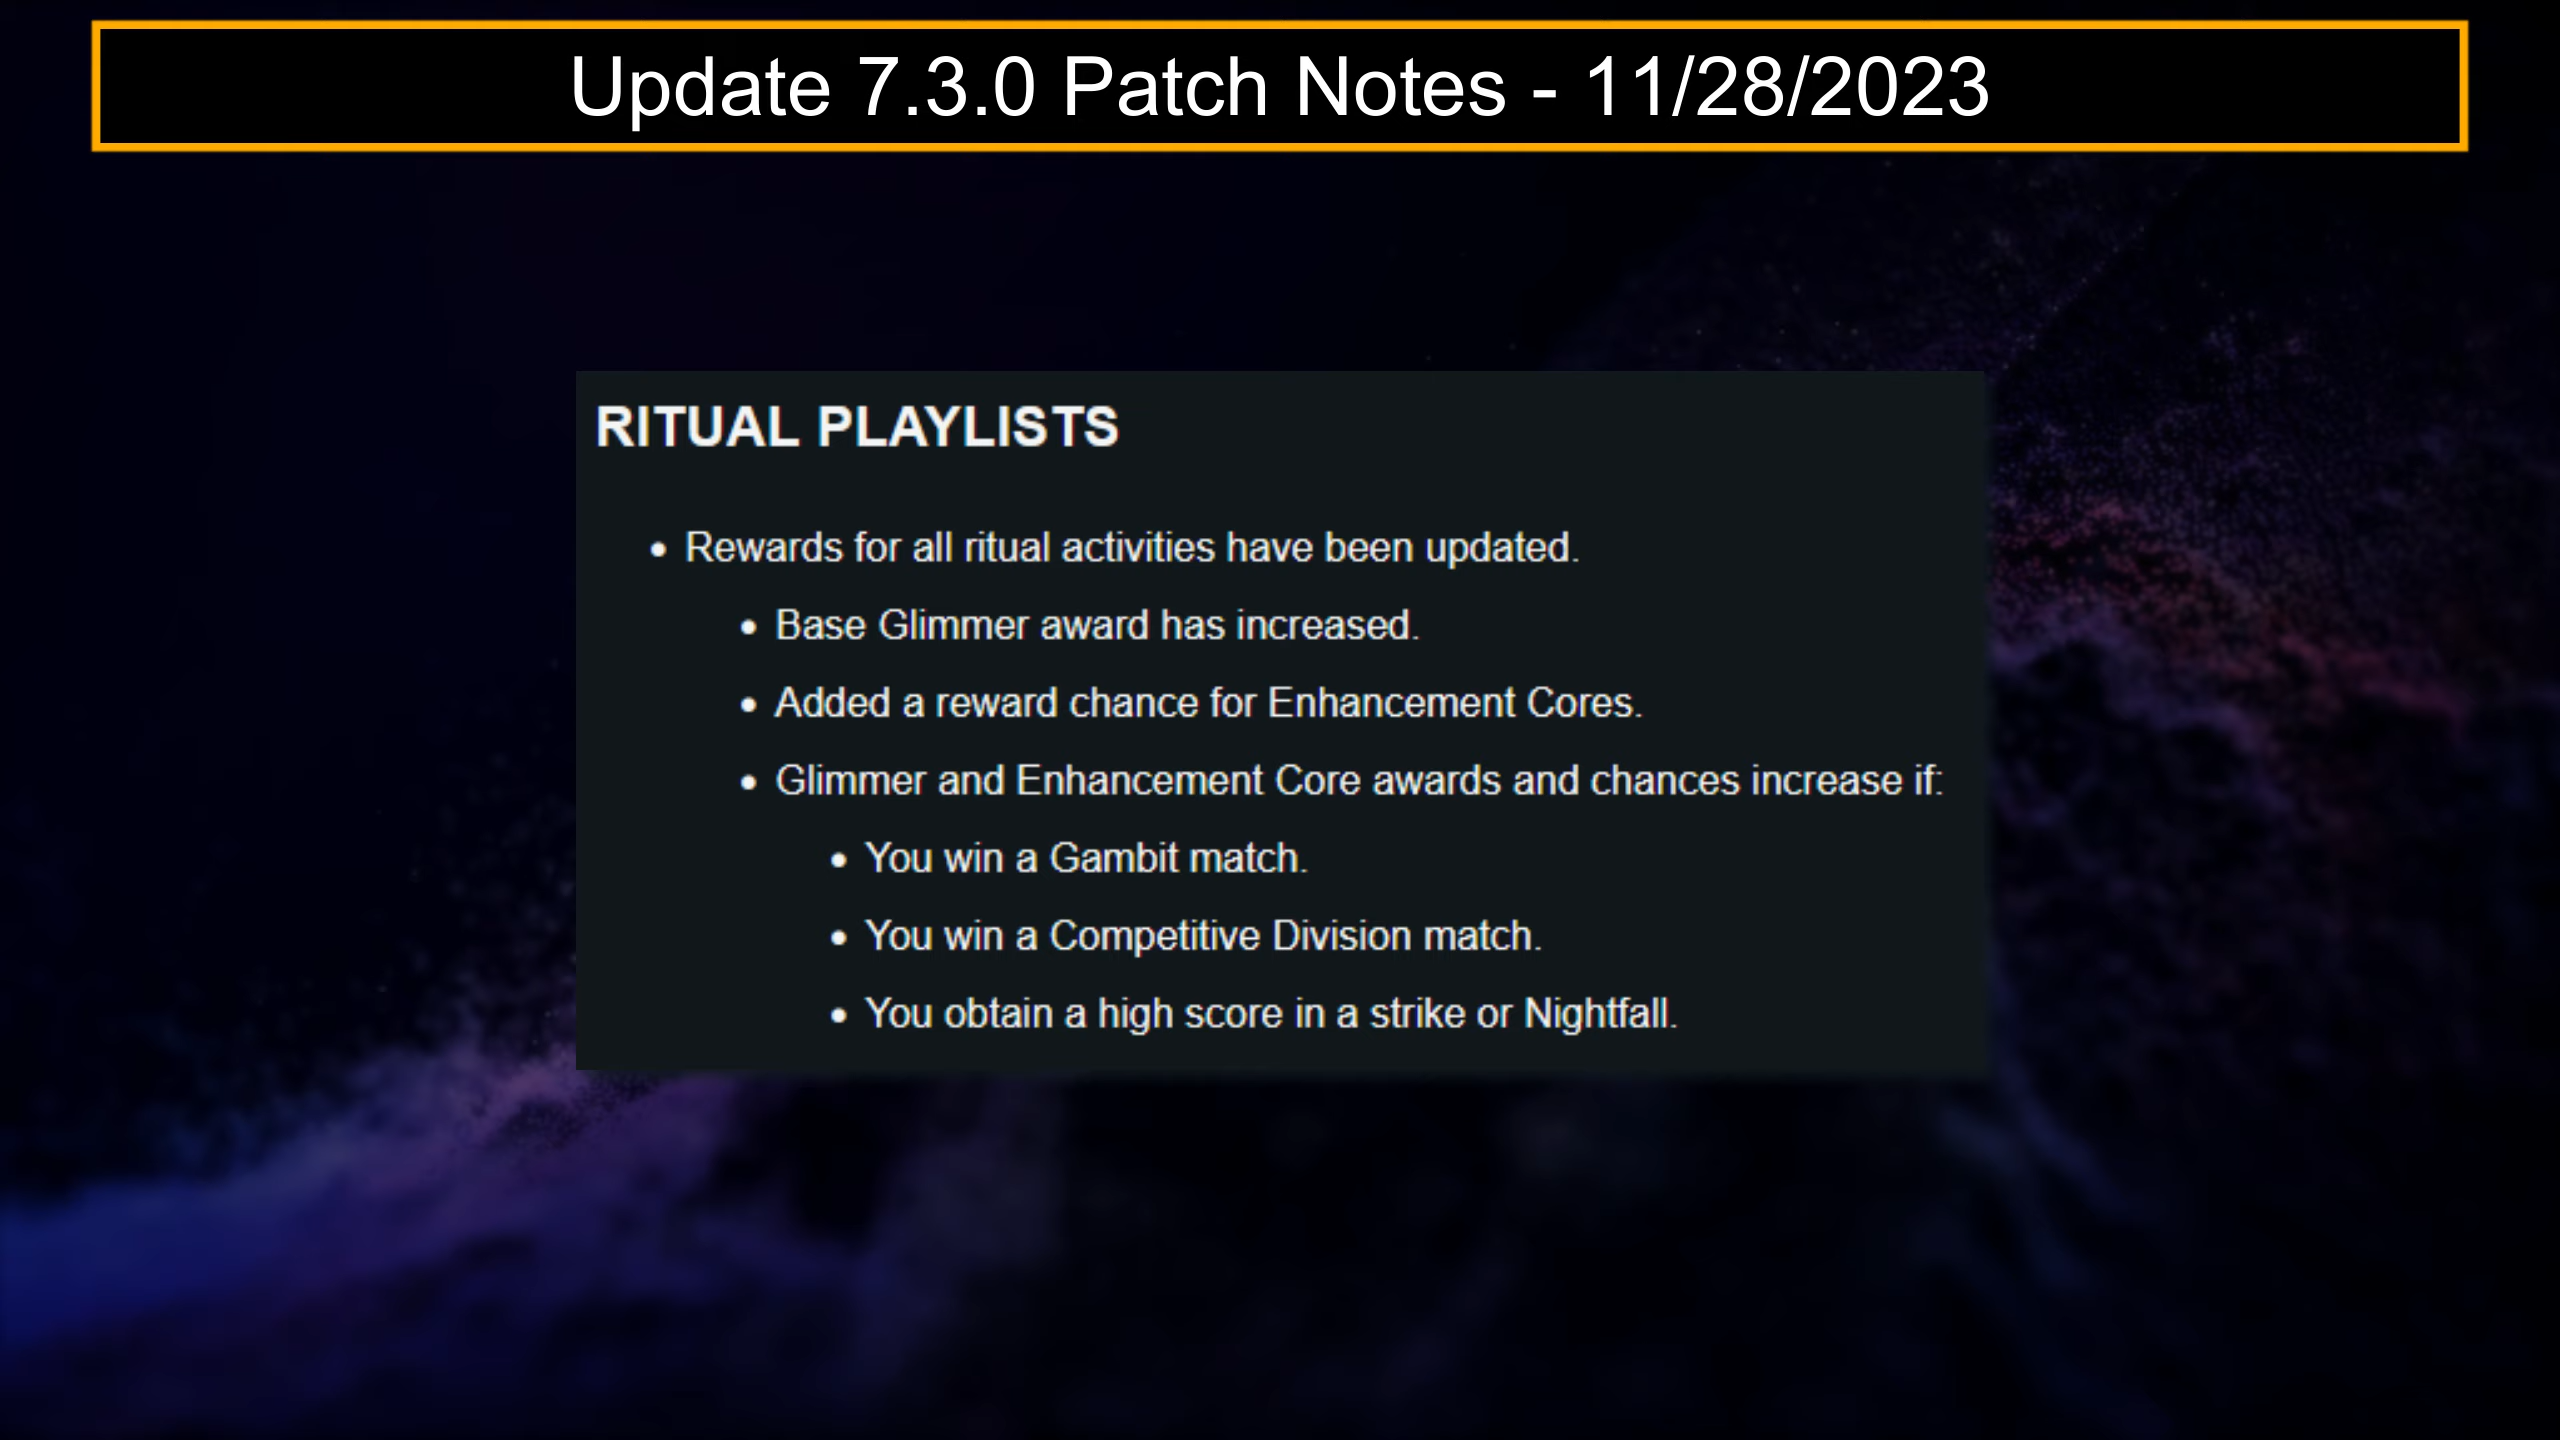 Update 7.3.0 Patch Notes - 11/28/2023
RITUAL PLAYLISTS
• Rewards for all ritual activities have been updated.
• Base Glimmer award has increased.
• Added a reward chance for Enhancement Cores.
• Glimmer and Enhancement Core awards and chances increase if:
• You win a Gambit match.
• You win a Competitive Division match.
• You obtain a high score in a strike or Nightfall.